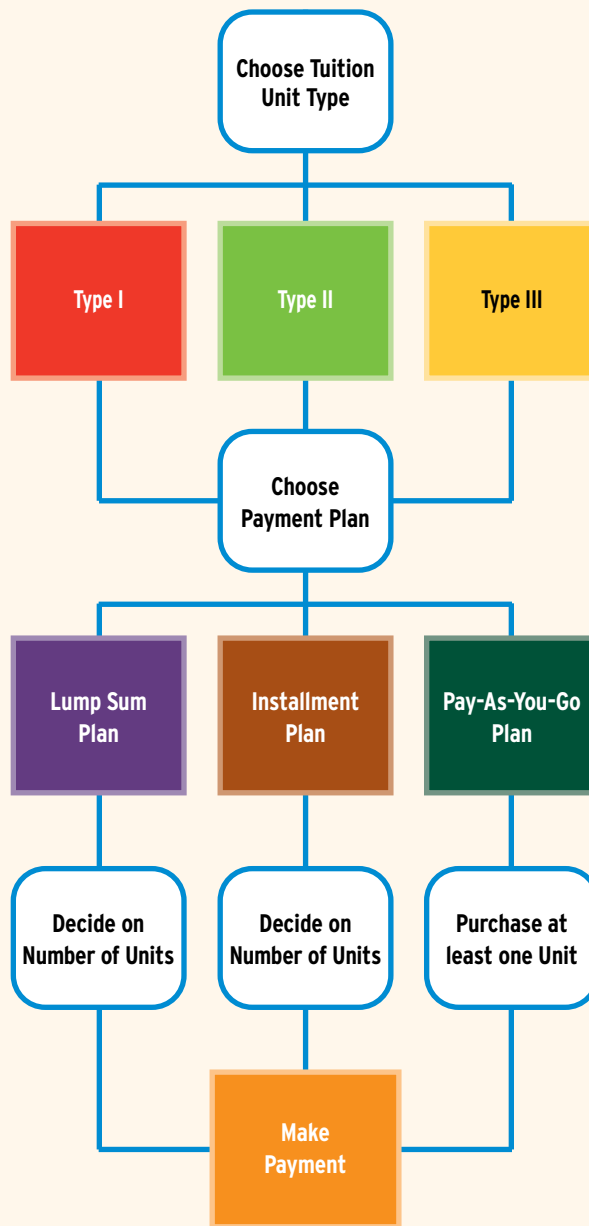 Choose Tuition
Unit Type
Type I
Type II
Type III
Choose
Payment Plan
Lump Sum
Plan
Installment
Plan
Pay-As-You-Go
Plan
Decide on
Number of Units
Decide on
Number of Units
Purchase at
least one Unit
Make
Payment